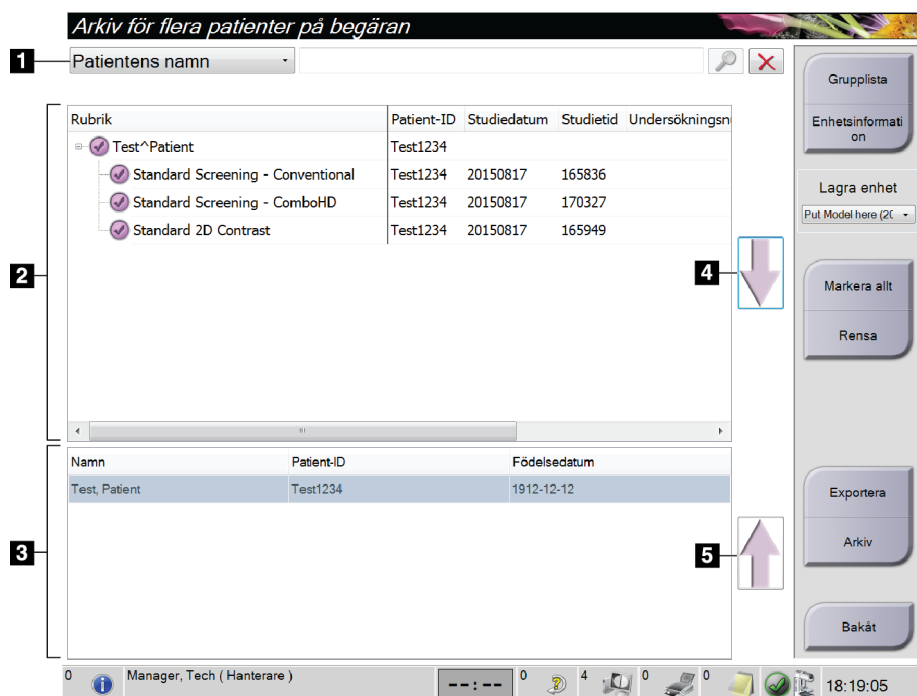 Arkiv för flera patienter på begäran
1
Patientens namn
Grupplista
Enhetsinformati
on
Lagra enhet
Put Model here (20
2
Rubrik Patient-ID Studiedatum Studietid Undersökningsn
Test^Patient Test1234
Standard Screening - Conventional Test1234 20150817 165836
Standard Screening - ComboHD Test1234 20150817 170327
Standard 2D Contrast Test1234 20150817 165949
4
Markera allt
Rensa
3
Namn Patient-ID Födelsedatum
Test, Patient Test1234 1912-12-12
5
Exportera
Arkiv
Bakåt
0 Manager, Tech ( Hanterare ) --:-- 0 4 0 0 18:19:05